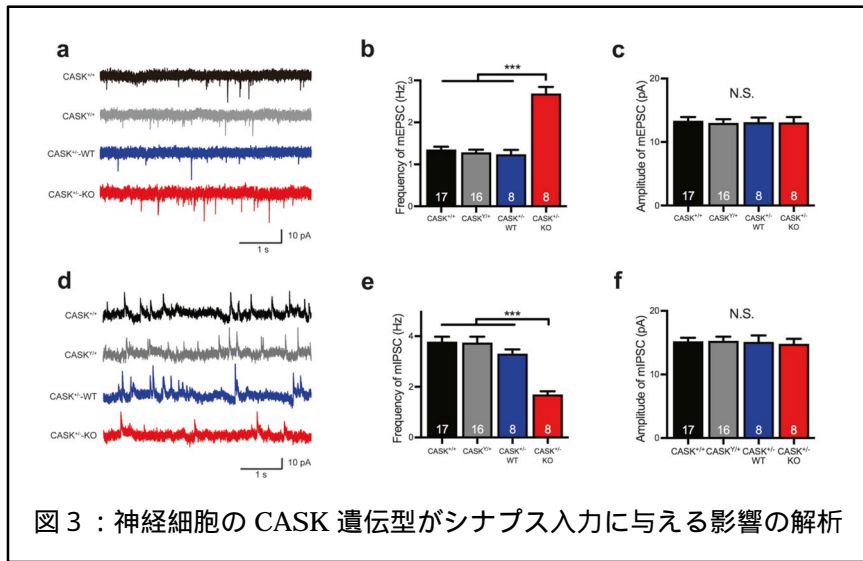 a
CASK+/+
CASKY/+
CASK+/--WT
CASK+/--KO
10 pA
1 s
b
Frequency of mEPSC (Hz)
3
2
1
0
***
17
16
8
8
CASK+/+
CASKY/+
CASK+/-
WT
CASK+/-
KO
c
Amplitude of mEPSC (pA)
20
10
0
N.S.
17
16
8
8
CASK+/+
CASKY/+
CASK+/-
WT
CASK+/-
KO
d
CASK+/+
CASKY/+
CASK+/--WT
CASK+/--KO
10 pA
1 s
e
Frequency of mIPSC (Hz)
4
2
0
***
17
16
8
8
CASK+/+
CASKY/+
CASK+/-
WT
CASK+/-
KO
f
Amplitude of mIPSC (pA)
20
10
0
N.S.
17
16
8
8
CASK+/+
CASKY/+
CASK+/-
WT
CASK+/-
KO
図3：神経細胞の CASK 遺伝型がシナプス入力に与える影響の解析